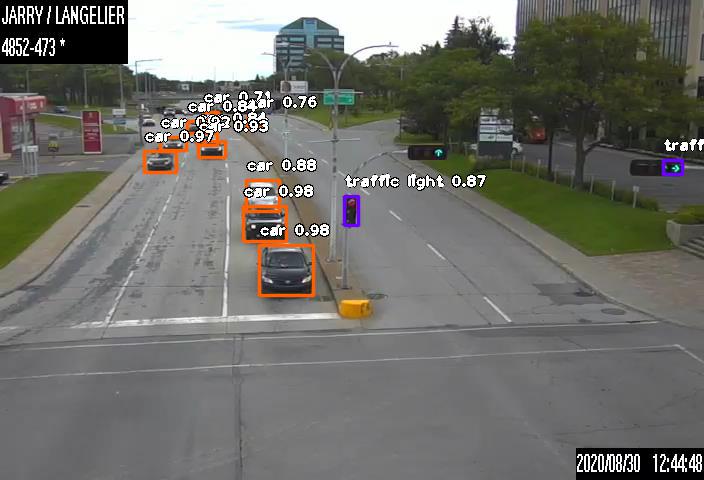 JARRY / LANGELIER
4852-473 *
car 0.71
car 0.84
car 0.76
car 0.93
car 0.97
car 0.88
car 0.98
traffic light 0.87
car 0.98
traff
2020/08/30 12:44:48